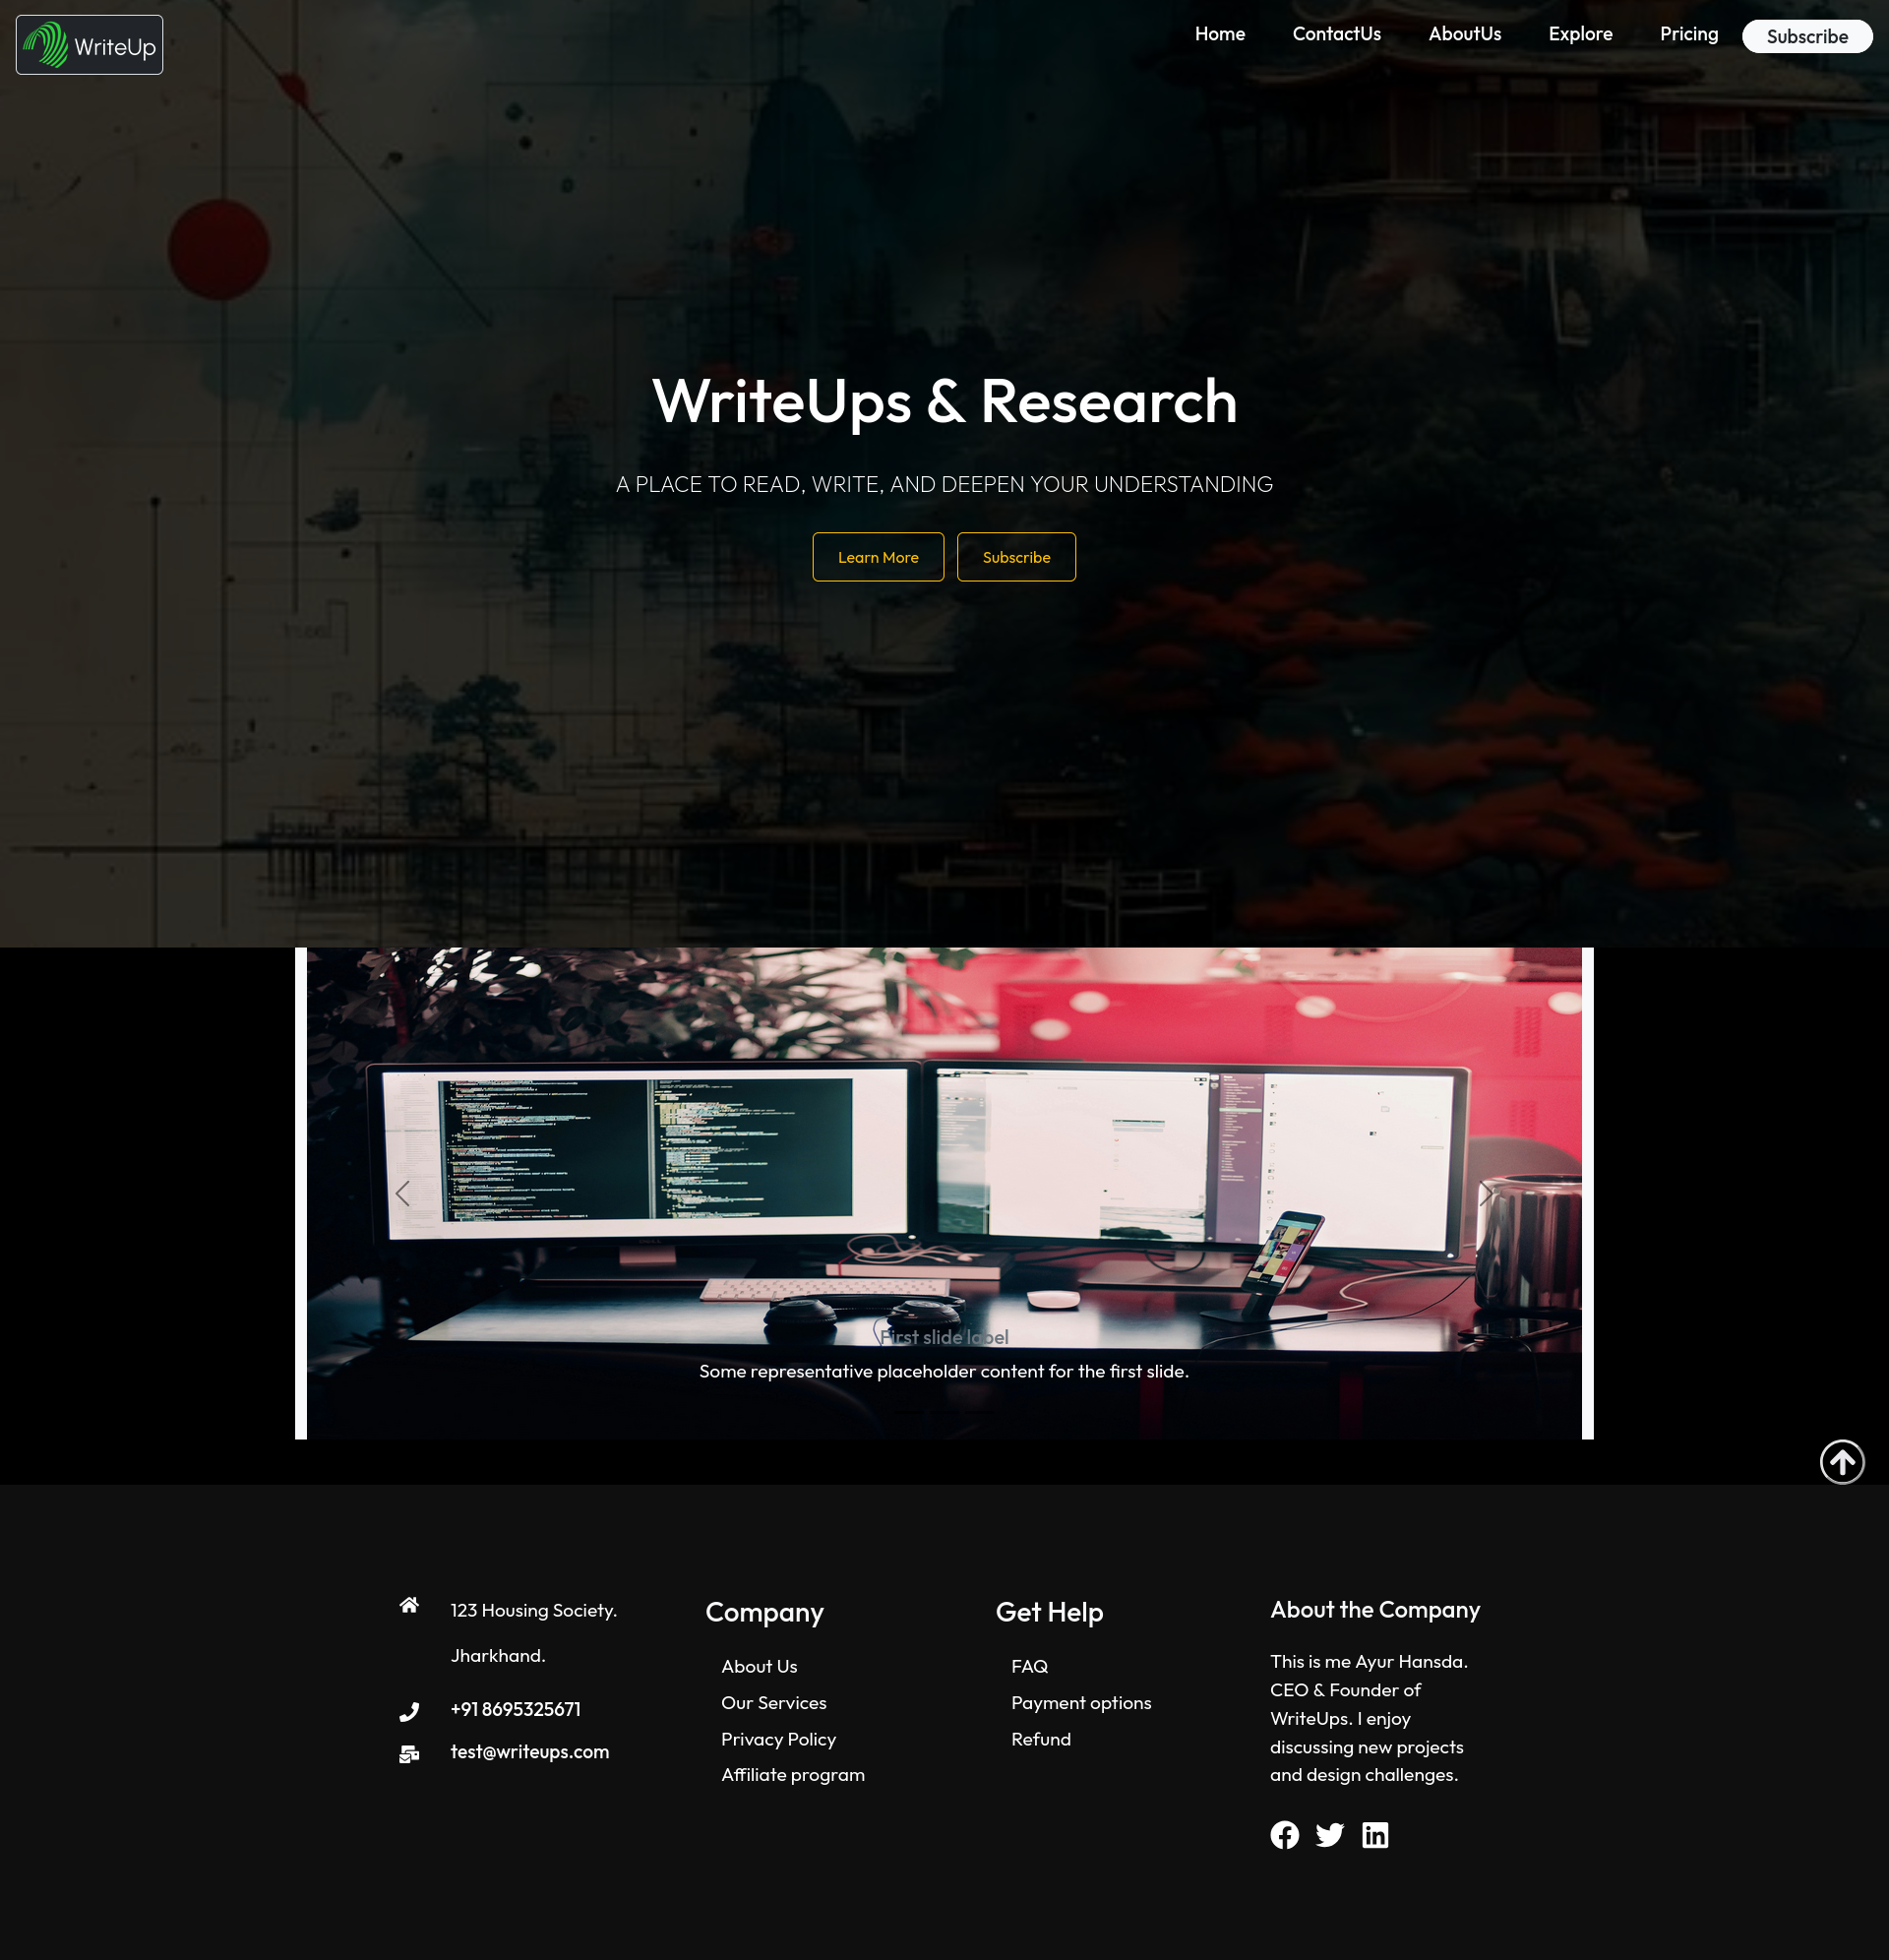 WriteUp
Home ContactUs AboutUs Explore Pricing Subscribe
WriteUps & Research
A PLACE TO READ, WRITE, AND DEEPEN YOUR UNDERSTANDING
Learn More Subscribe
First slide label
Some representative placeholder content for the first slide.
123 Housing Society.
Jharkhand.
+91 8695325671
test@writeups.com
Company
About Us
Our Services
Privacy Policy
Affiliate program
Get Help
FAQ
Payment options
Refund
About the Company
This is me Ayur Hansda.
CEO & Founder of
WriteUps. I enjoy
discussing new projects
and design challenges.